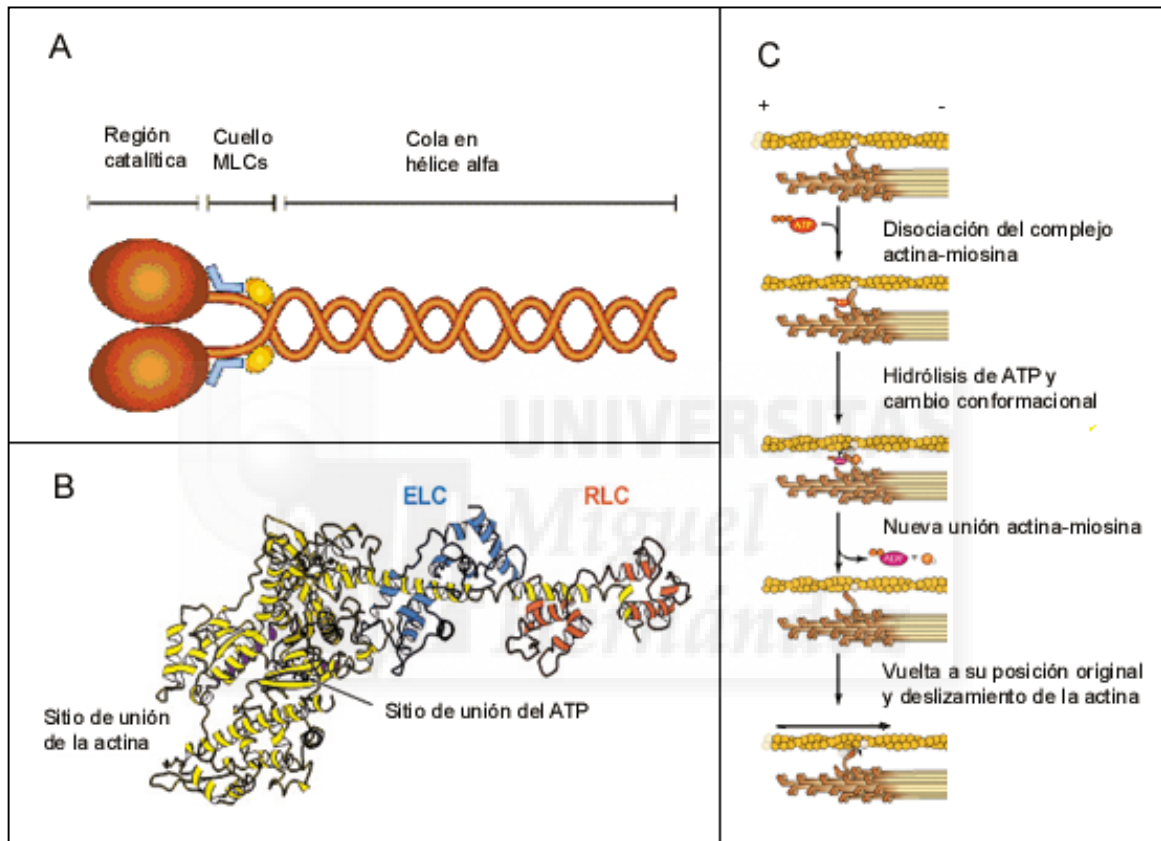 A
Región
catalítica
Cuello
MLCs
Cola en
hélice alfa
B
ELC
RLC
Sitio de unión
de la actina
Sitio de unión del ATP
C
+ -
ATP
Disociación del complejo
actina-miosina
Hidrólisis de ATP y
cambio conformacional
Nueva unión actina-miosina
ADP +
Vuelta a su posición original
y deslizamiento de la actina
UNIVERSITAS
Miguel
Hernández